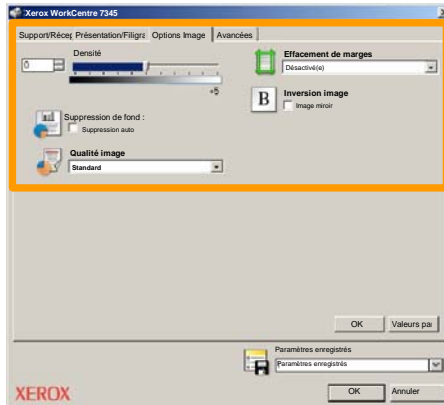 Xerox WorkCentre 7345
Support/Réce Présentation/Filigra Options Image Avancées
Densité
0
+5
Suppression de fond :
Suppression auto
Qualité image
Standard
Effacement de marges
Désactivé(e)
B
Inversion image
Image miroir
OK Valeurs pa
Paramètres enregistrés
Paramètres enregistrés
XEROX
OK Annuler